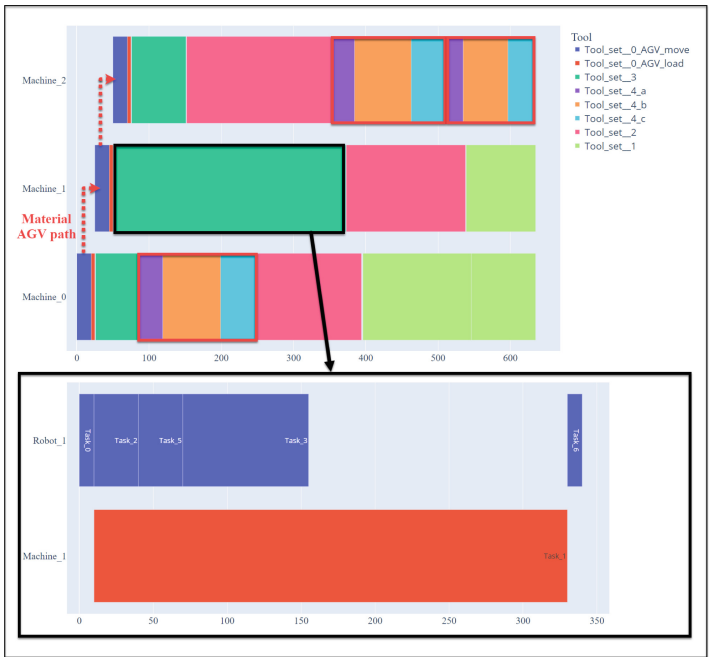 Tool
Tool_set__0_AGV_move
Tool_set__0_AGV_load
Tool_set__3
Tool_set__4_a
Tool_set__4_b
Tool_set__4_c
Tool_set__2
Tool_set__1
Machine_2
Machine_1
Material
AGV path
Machine_0
0 100 200 300 400 500 600
Robot_1
Task_0
Task_2
Task_5
Task_3
Task_6
Machine_1
Task_1
0 50 100 150 200 250 300 350